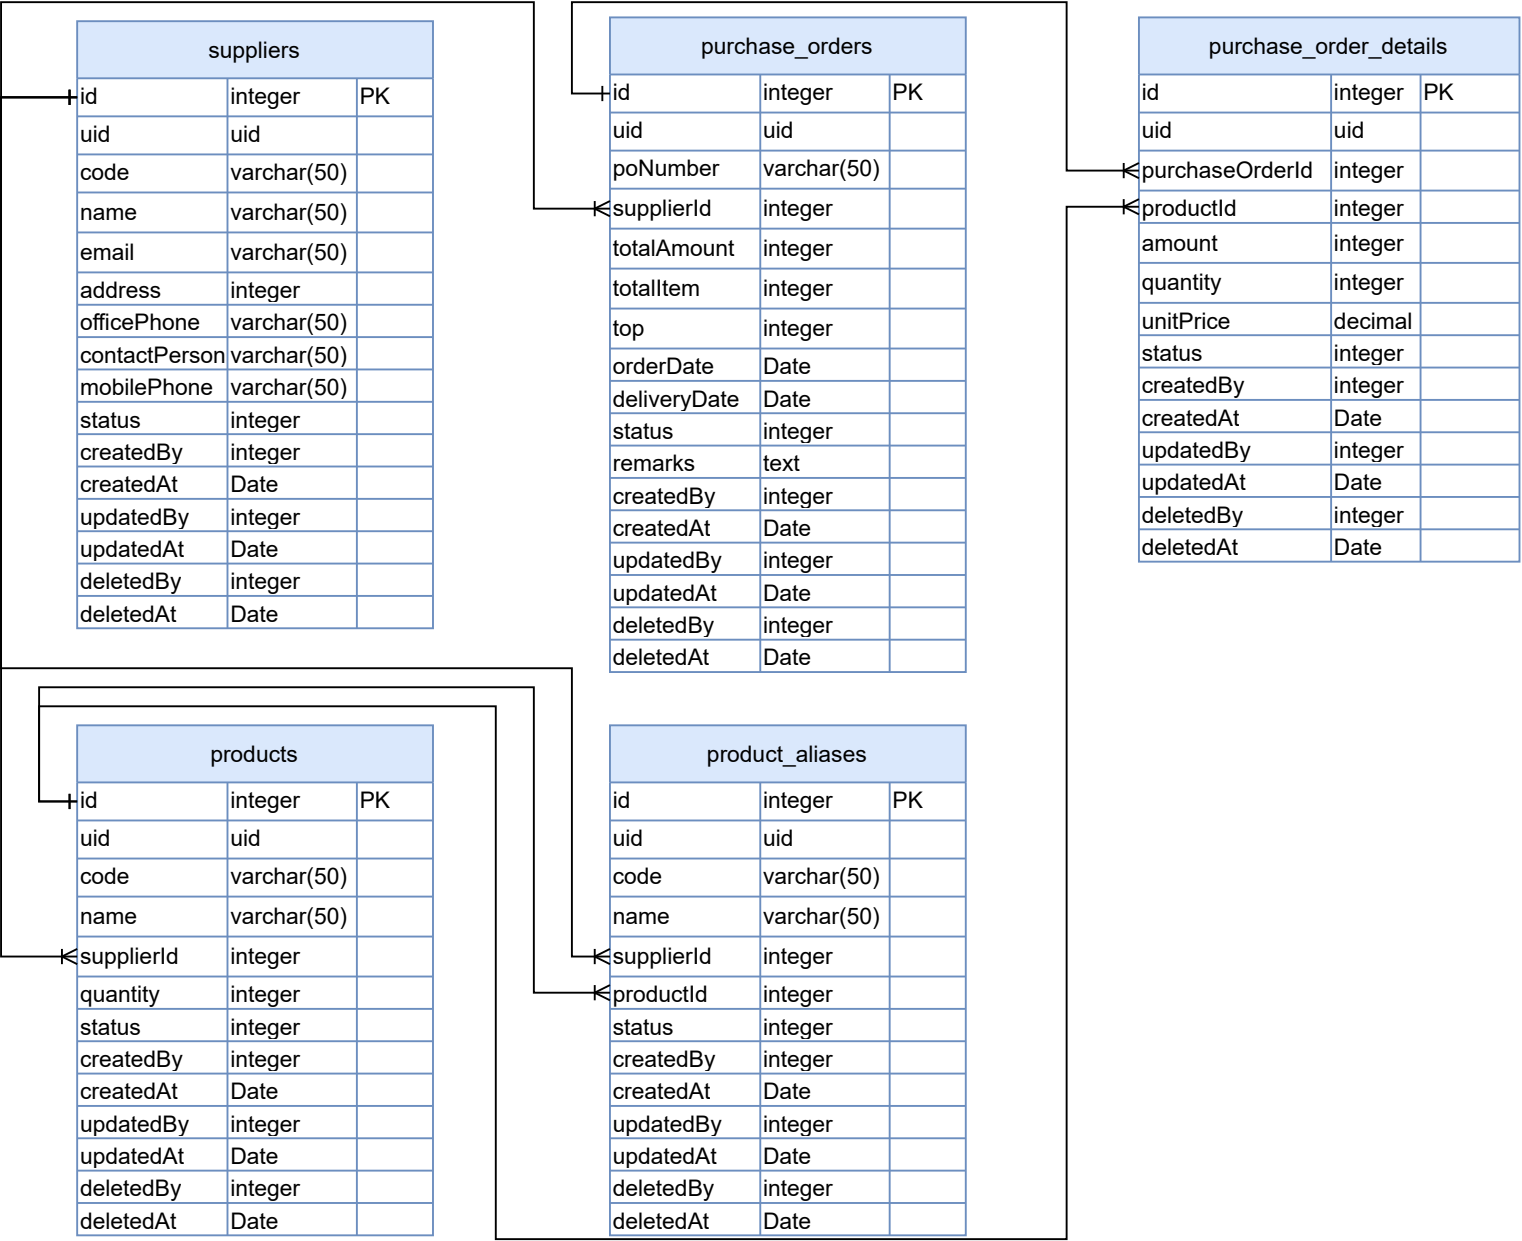 suppliers
id integer PK
uid uid
code varchar(50)
name varchar(50)
email varchar(50)
address integer
officePhone varchar(50)
contactPerson varchar(50)
mobilePhone varchar(50)
status integer
createdBy integer
createdAt Date
updatedBy integer
updatedAt Date
deletedBy integer
deletedAt Date
purchase_orders
id integer PK
uid uid
poNumber varchar(50)
supplierId integer
totalAmount integer
totalItem integer
top integer
orderDate Date
deliveryDate Date
status integer
remarks text
createdBy integer
createdAt Date
updatedBy integer
updatedAt Date
deletedBy integer
deletedAt Date
purchase_order_details
id integer PK
uid uid
purchaseOrderId integer
productId integer
amount integer
quantity integer
unitPrice decimal
status integer
createdBy integer
createdAt Date
updatedBy integer
updatedAt Date
deletedBy integer
deletedAt Date
products
id integer PK
uid uid
code varchar(50)
name varchar(50)
supplierId integer
quantity integer
status integer
createdBy integer
createdAt Date
updatedBy integer
updatedAt Date
deletedBy integer
deletedAt Date
product_aliases
id integer PK
uid uid
code varchar(50)
name varchar(50)
supplierId integer
productId integer
status integer
createdBy integer
createdAt Date
updatedBy integer
updatedAt Date
deletedBy integer
deletedAt Date